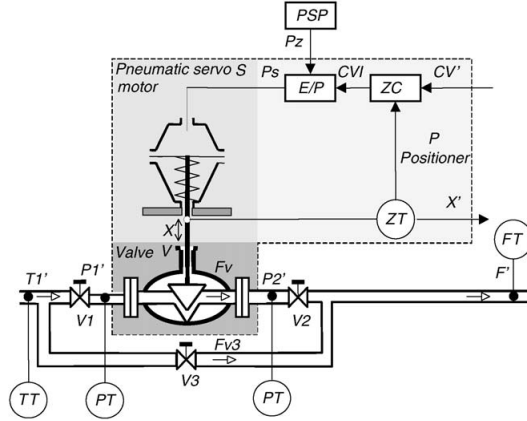 PSP
Pz
Pneumatic servo S
motor
Ps
E/P
CVI
ZC
CV'
P
Positioner
ZT
X'
X
FT
Valve
V
Fv
T1'
P1'
P2'
F'
V1
V2
Fv3
V3
TT
PT
PT